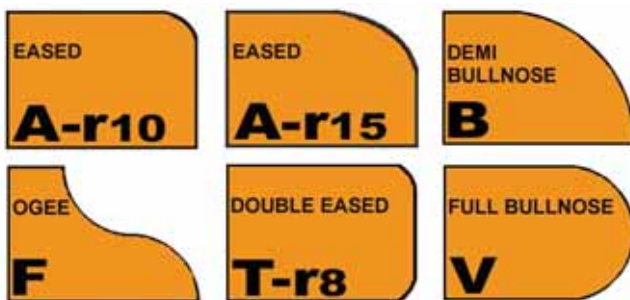 EASED
A-r10
EASED
A-r15
DEMI
BULLNOSE
B
OGEE
F
DOUBLE EASED
T-r8
FULL BULLNOSE
V